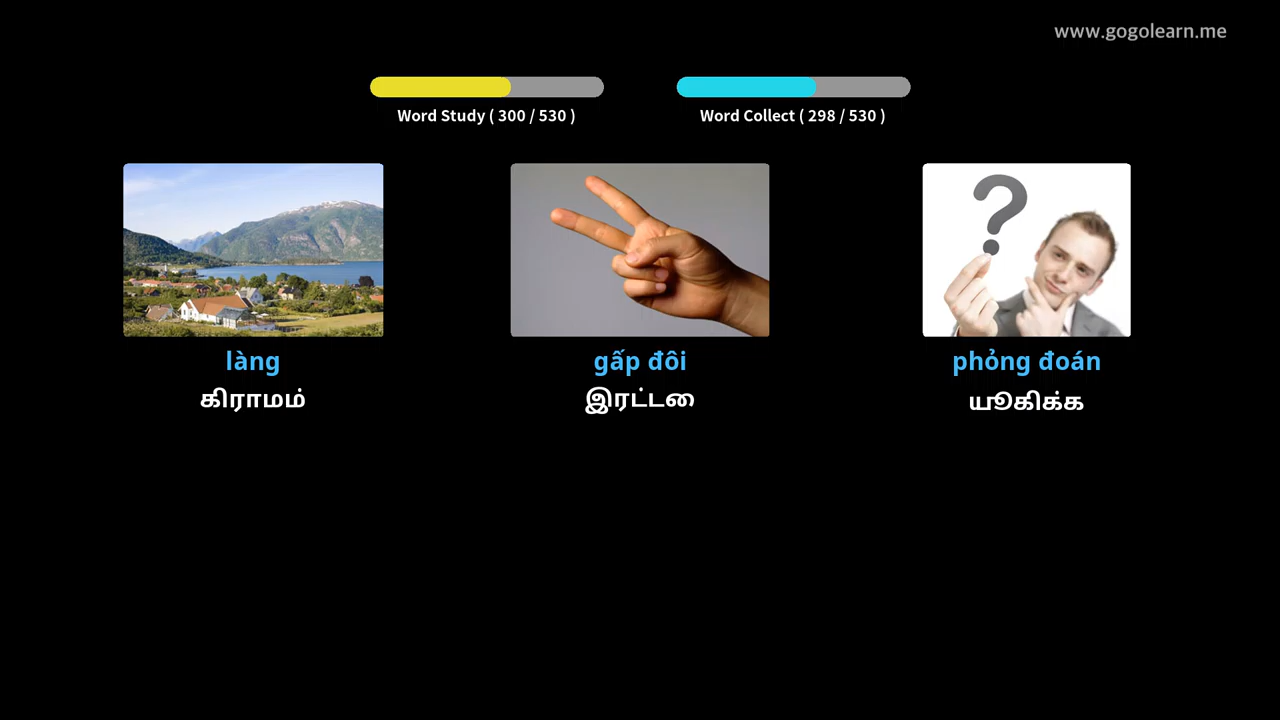 www.gogolearn.me
Word Study ( 300 / 530 )
Word Collect ( 298 / 530 )
làng
gấp đôi
phỏng đoán
கிராமம்
இரட்டை
யூகிக்க